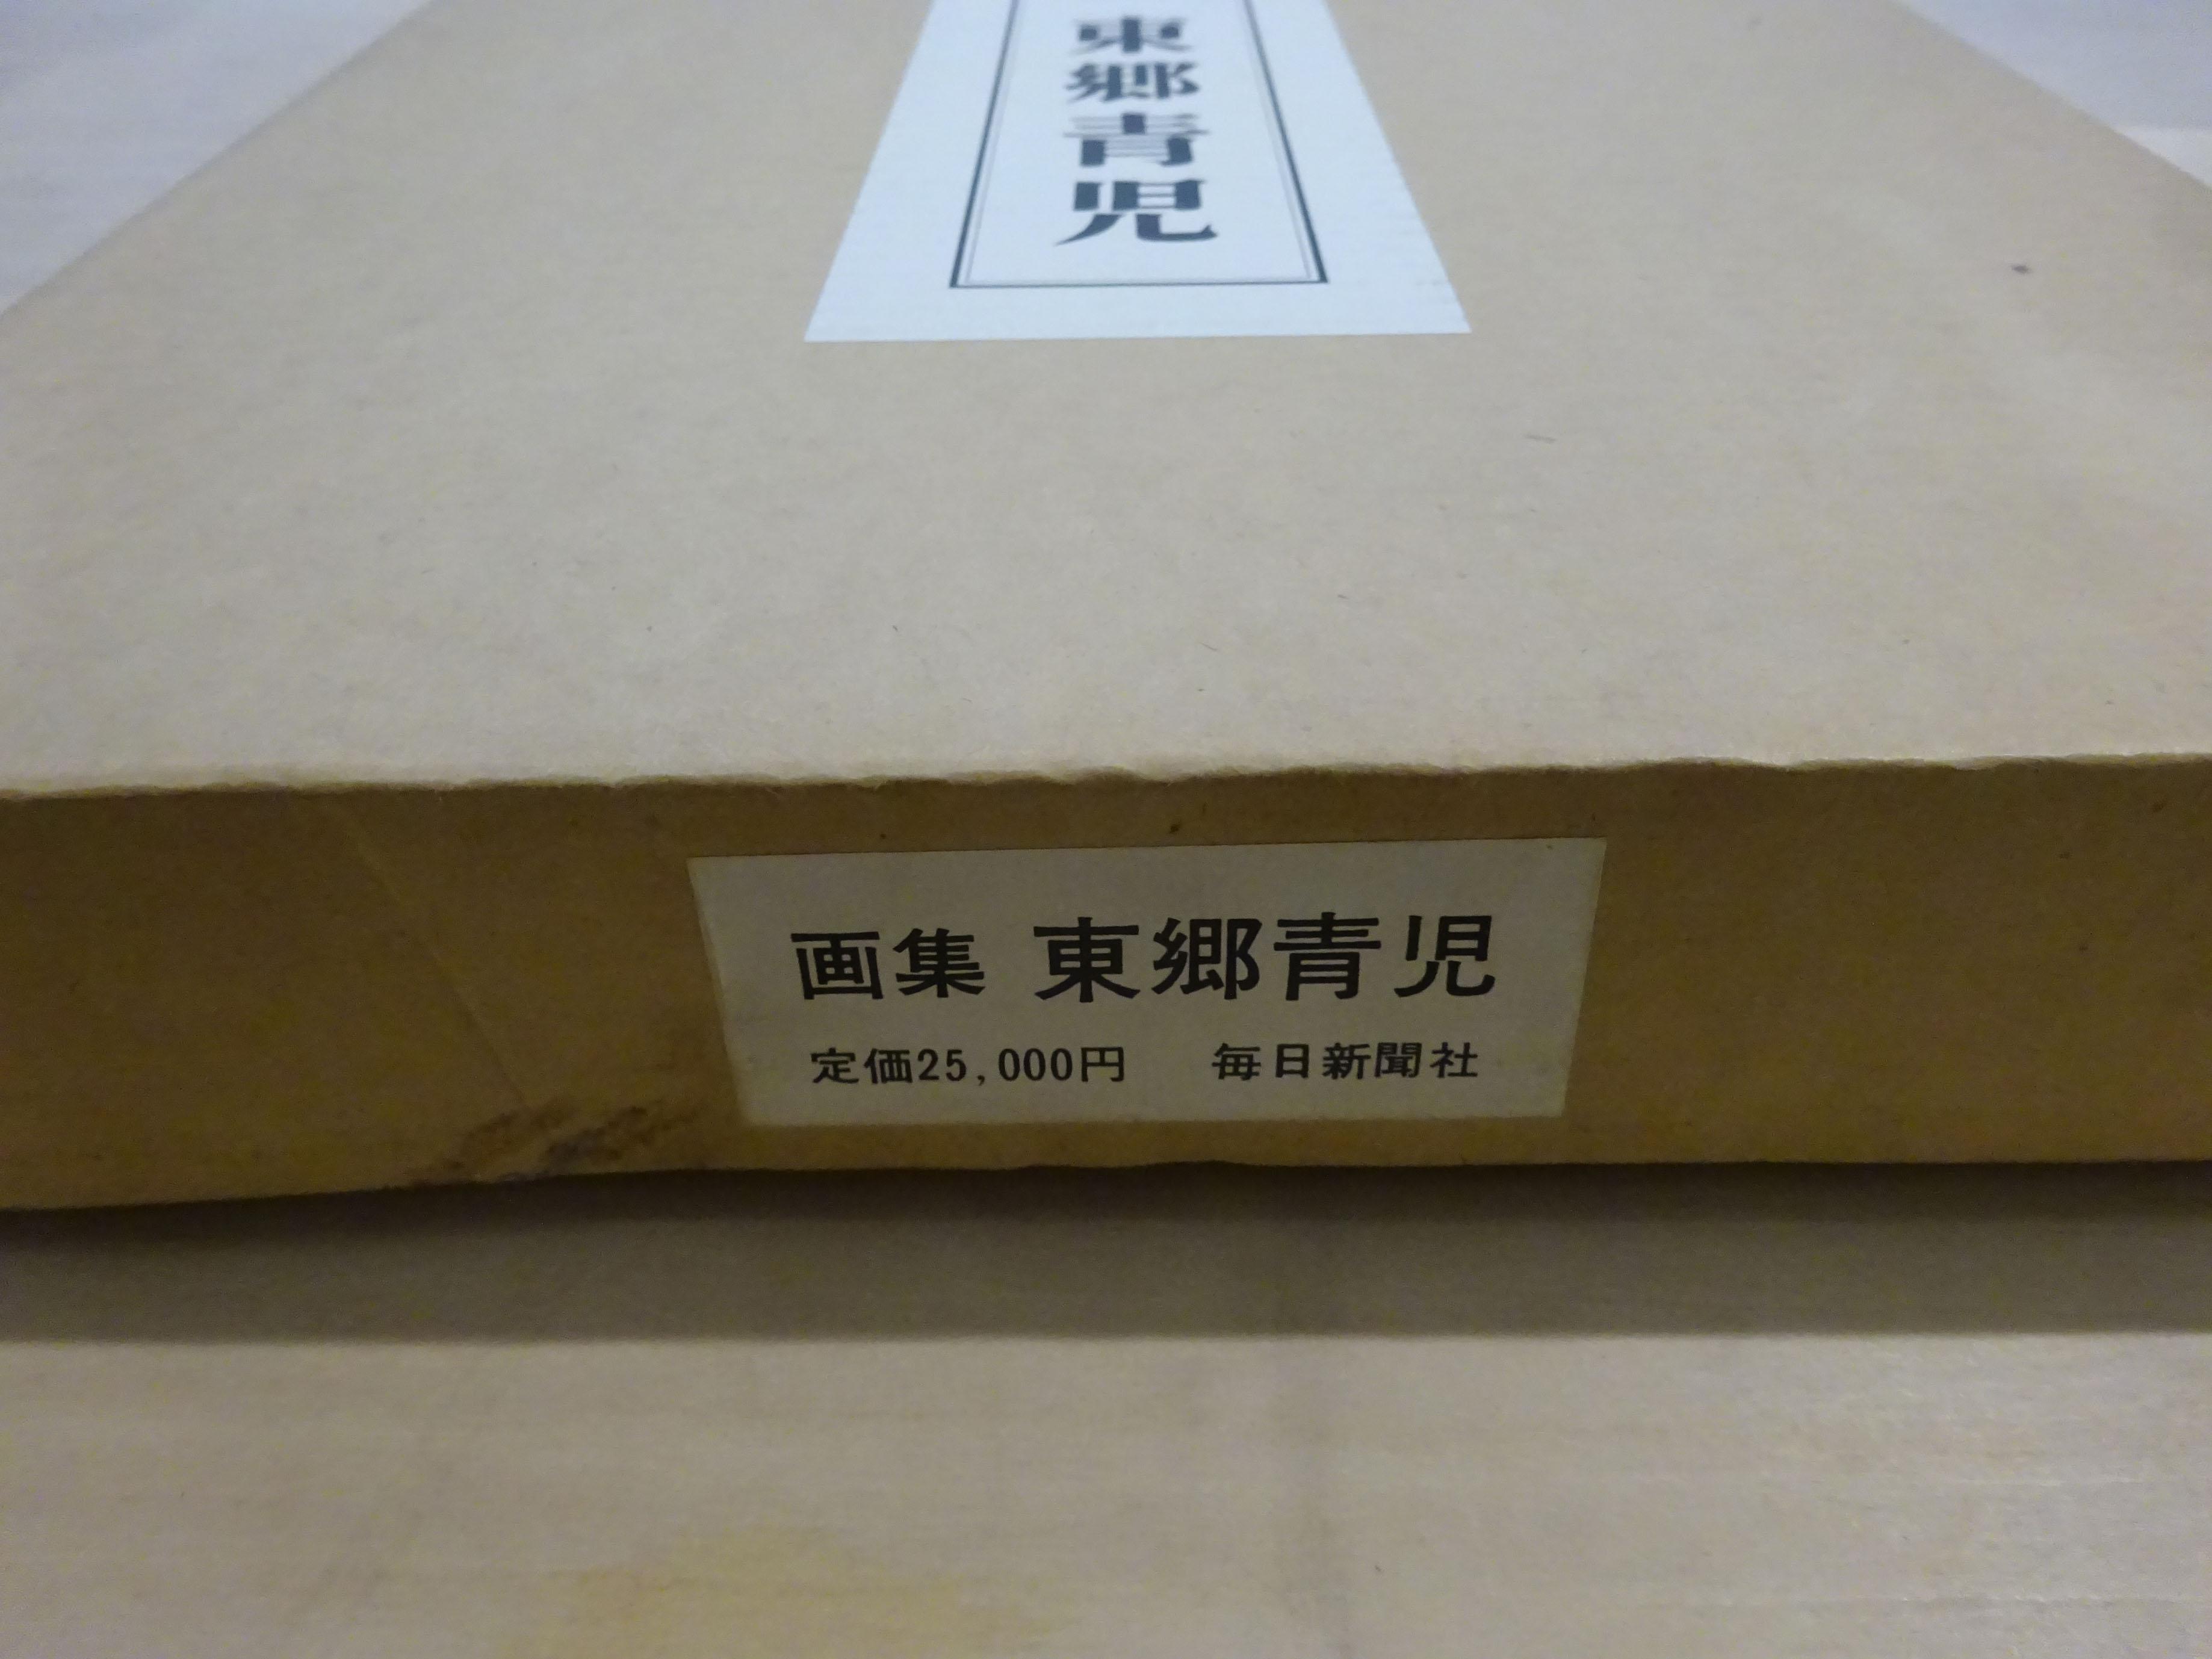 東郷青児
画集 東郷青児
定価25,000円 毎日新聞社